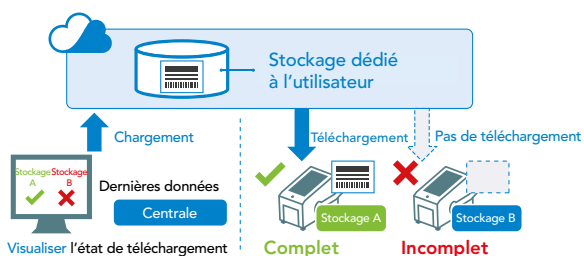 Stockage dédié
à l'utilisateur
Chargement
Téléchargement
Pas de téléchargement
Stockage Stockage
A B
Dernières données
Centrale
Stockage A
Stockage B
Visualiser l'état de téléchargement
Complet
Incomplet